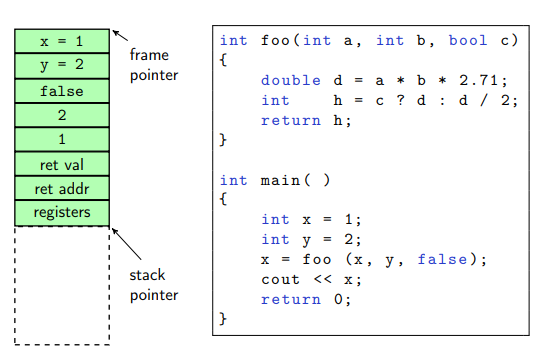 x = 1
y = 2
false
2
1
ret val
ret addr
registers
frame
pointer
stack
pointer
int foo(int a, int b, bool c)
{
    double d = a * b * 2.71;
    int    h = c ? d : d / 2;
    return h;
}
int main( )
{
    int x = 1;
    int y = 2;
    x = foo (x, y, false);
    cout << x;
    return 0;
}